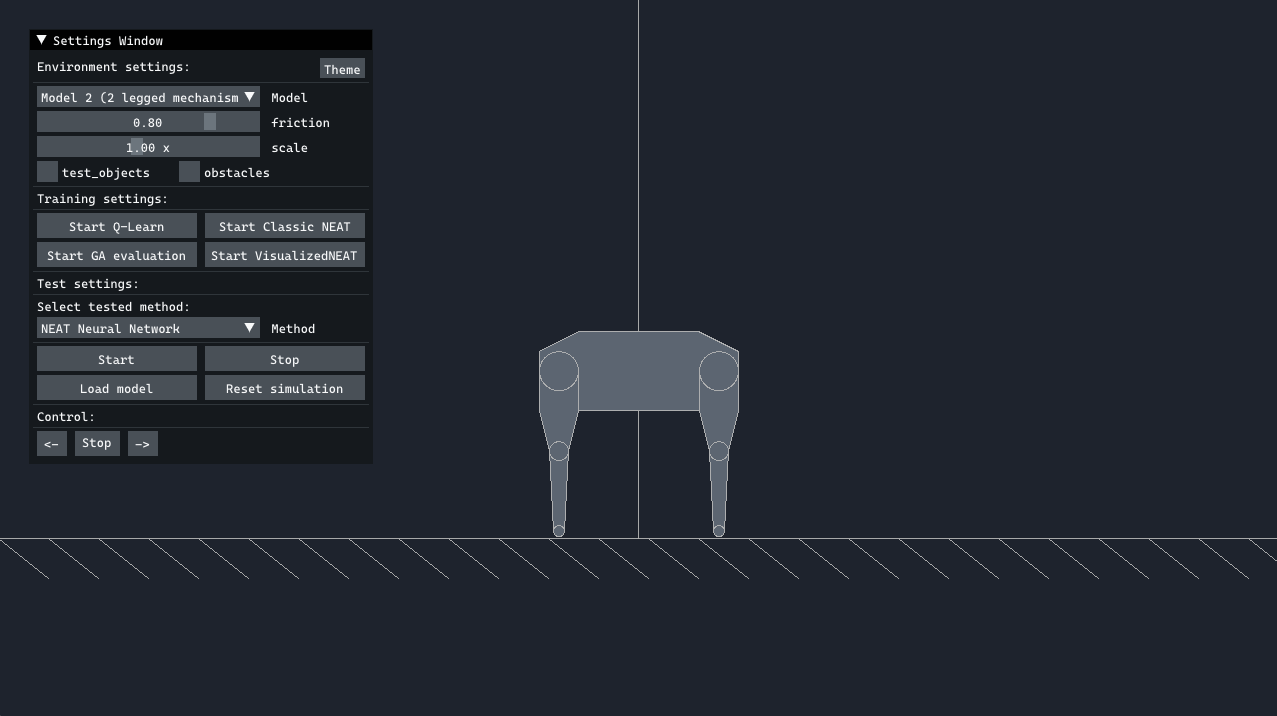 Settings Window
Environment settings:
Theme
Model 2 (2 legged mechanism
Model
0.80
friction
1.00 x
scale
test_objects
obstacles
Training settings:
Start Q-Learn
Start Classic NEAT
Start GA evaluation
Start VisualizedNEAT
Test settings:
Select tested method:
NEAT Neural Network
Method
Start
Stop
Load model
Reset simulation
Control:
<-
Stop
->